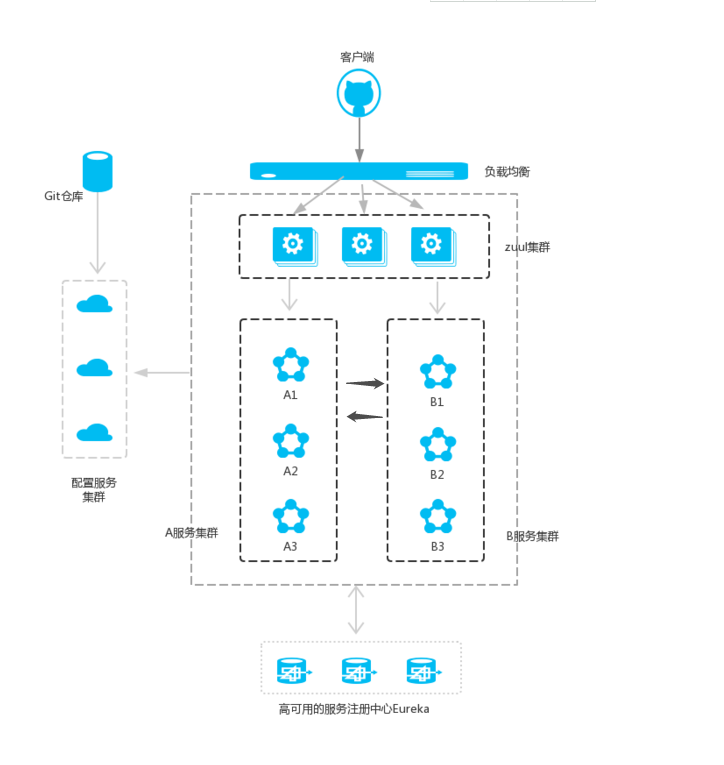 客户端
负载均衡
Git仓库
zuul集群
A1
B1
A2
B2
配置服务
集群
A服务集群
B服务集群
A3
B3
高可用的服务注册中心Eureka